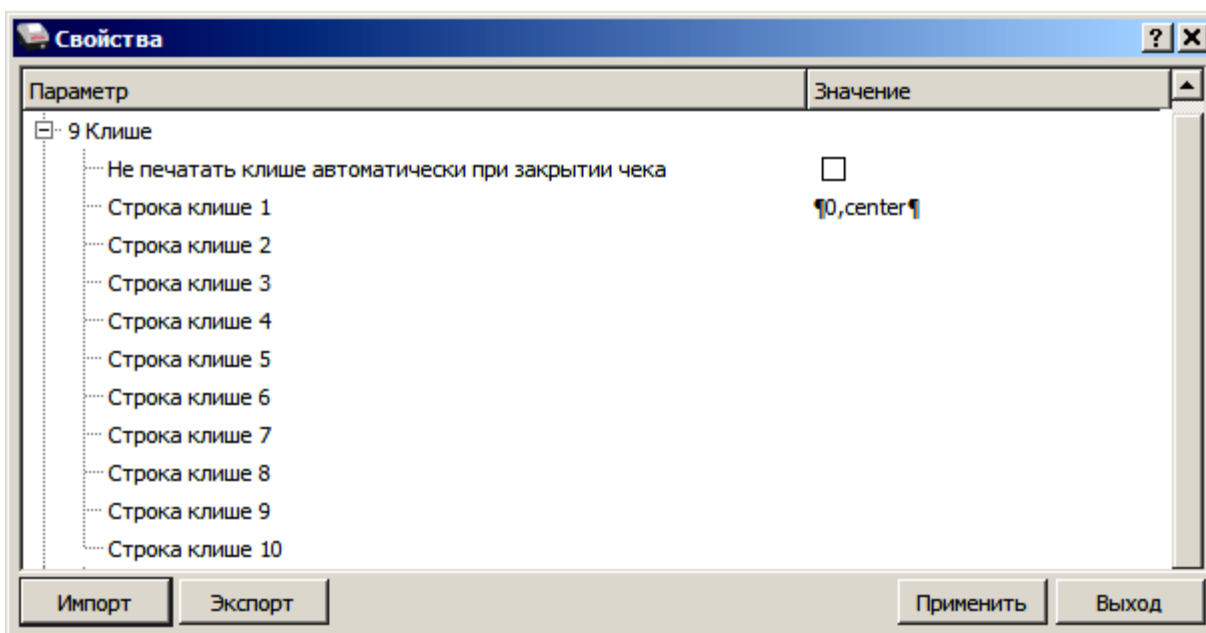 Свойства
Параметр Значение
9 Клише
Не печатать клише автоматически при закрытии чека
Строка клише 1 ¶0,center¶
Строка клише 2
Строка клише 3
Строка клише 4
Строка клише 5
Строка клише 6
Строка клише 7
Строка клише 8
Строка клише 9
Строка клише 10
Импорт Экспорт Применить Выход